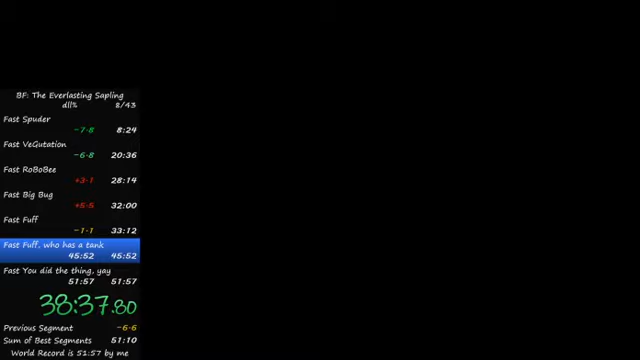 BF: The Everlasting Sapling
dll% 8/43
Fast Spuder
-7.8 8:24
Fast VeGutation
-6.8 20:36
Fast RoBoBee
+3.1 28:14
Fast Big Bug
+5.5 32:00
Fast Fuff
-1.1 33:12
Fast Fuff, who has a tank
45:52 45:52
Fast You did the thing, yay
51:57 51:57
38:37.80
Previous Segment -6.6
Sum of Best Segments 51:10
World Record is 51:57 by me